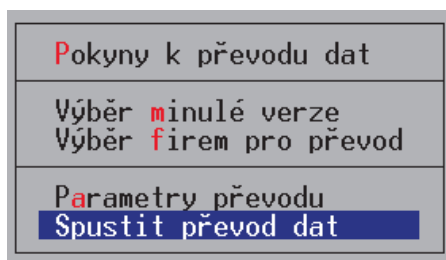 Pokyny k převodu dat
Výběr minulé verze
Výběr firem pro převod
Parametry převodu
Spustit převod dat